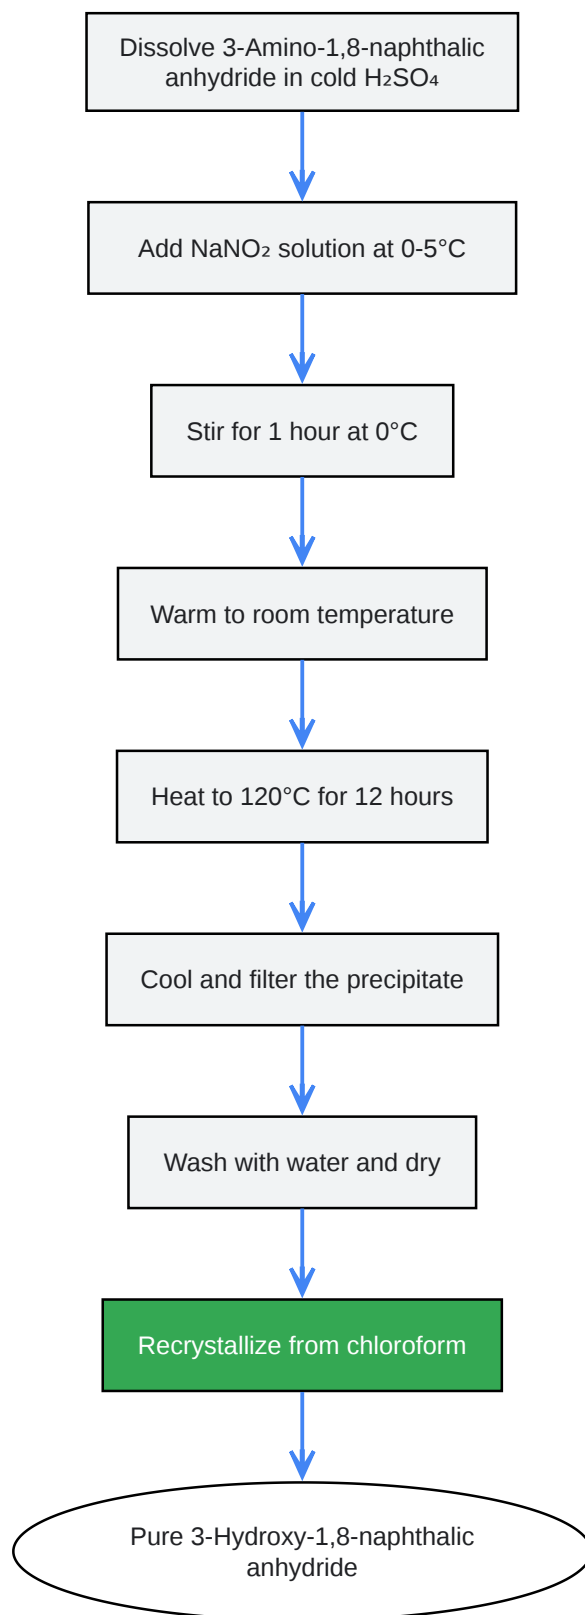 Dissolve 3-Amino-1,8-naphthalic
anhydride in cold H₂SO₄
Add NaNO₂ solution at 0-5°C
Stir for 1 hour at 0°C
Warm to room temperature
Heat to 120°C for 12 hours
Cool and filter the precipitate
Wash with water and dry
Recrystallize from chloroform
Pure 3-Hydroxy-1,8-naphthalic
anhydride